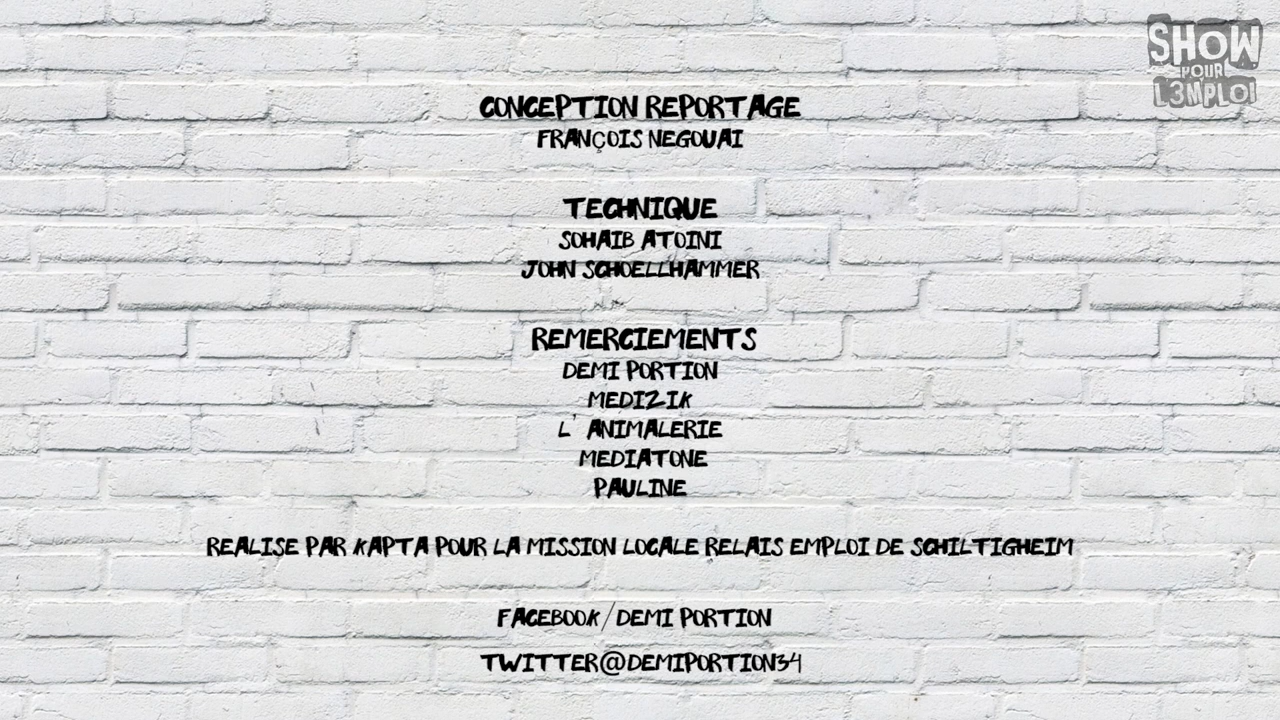 SHOW
POUR
L3MPLOI
CONCEPTION REPORTAGE
FRANÇOIS NEGOUAI
TECHNIQUE
SOHAIB ATOINI
JOHN SCHOELLHAMMER
REMERCIEMENTS
DEMI PORTION
MEDIZIK
L' ANIMALERIE
MEDIATONE
PAULINE
REALISE PAR KAPTA POUR LA MISSION LOCALE RELAIS EMPLOI DE SCHILTIGHEIM
FACEBOOK/DEMI PORTION
TWITTER@DEMIPORTION34